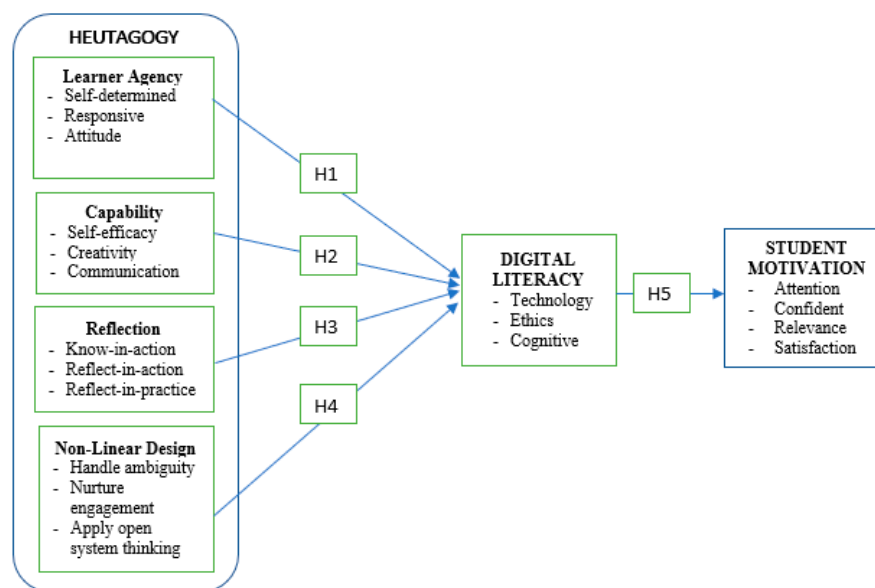 HEUTAGOGY
Learner Agency
- Self-determined
- Responsive
- Attitude
Capability
- Self-efficacy
- Creativity
- Communication
Reflection
- Know-in-action
- Reflect-in-action
- Reflect-in-practice
Non-Linear Design
- Handle ambiguity
- Nurture
engagement
- Apply open
system thinking
H1
H2
H3
H4
DIGITAL
LITERACY
- Technology
- Ethics
- Cognitive
H5
STUDENT
MOTIVATION
- Attention
- Confident
- Relevance
- Satisfaction